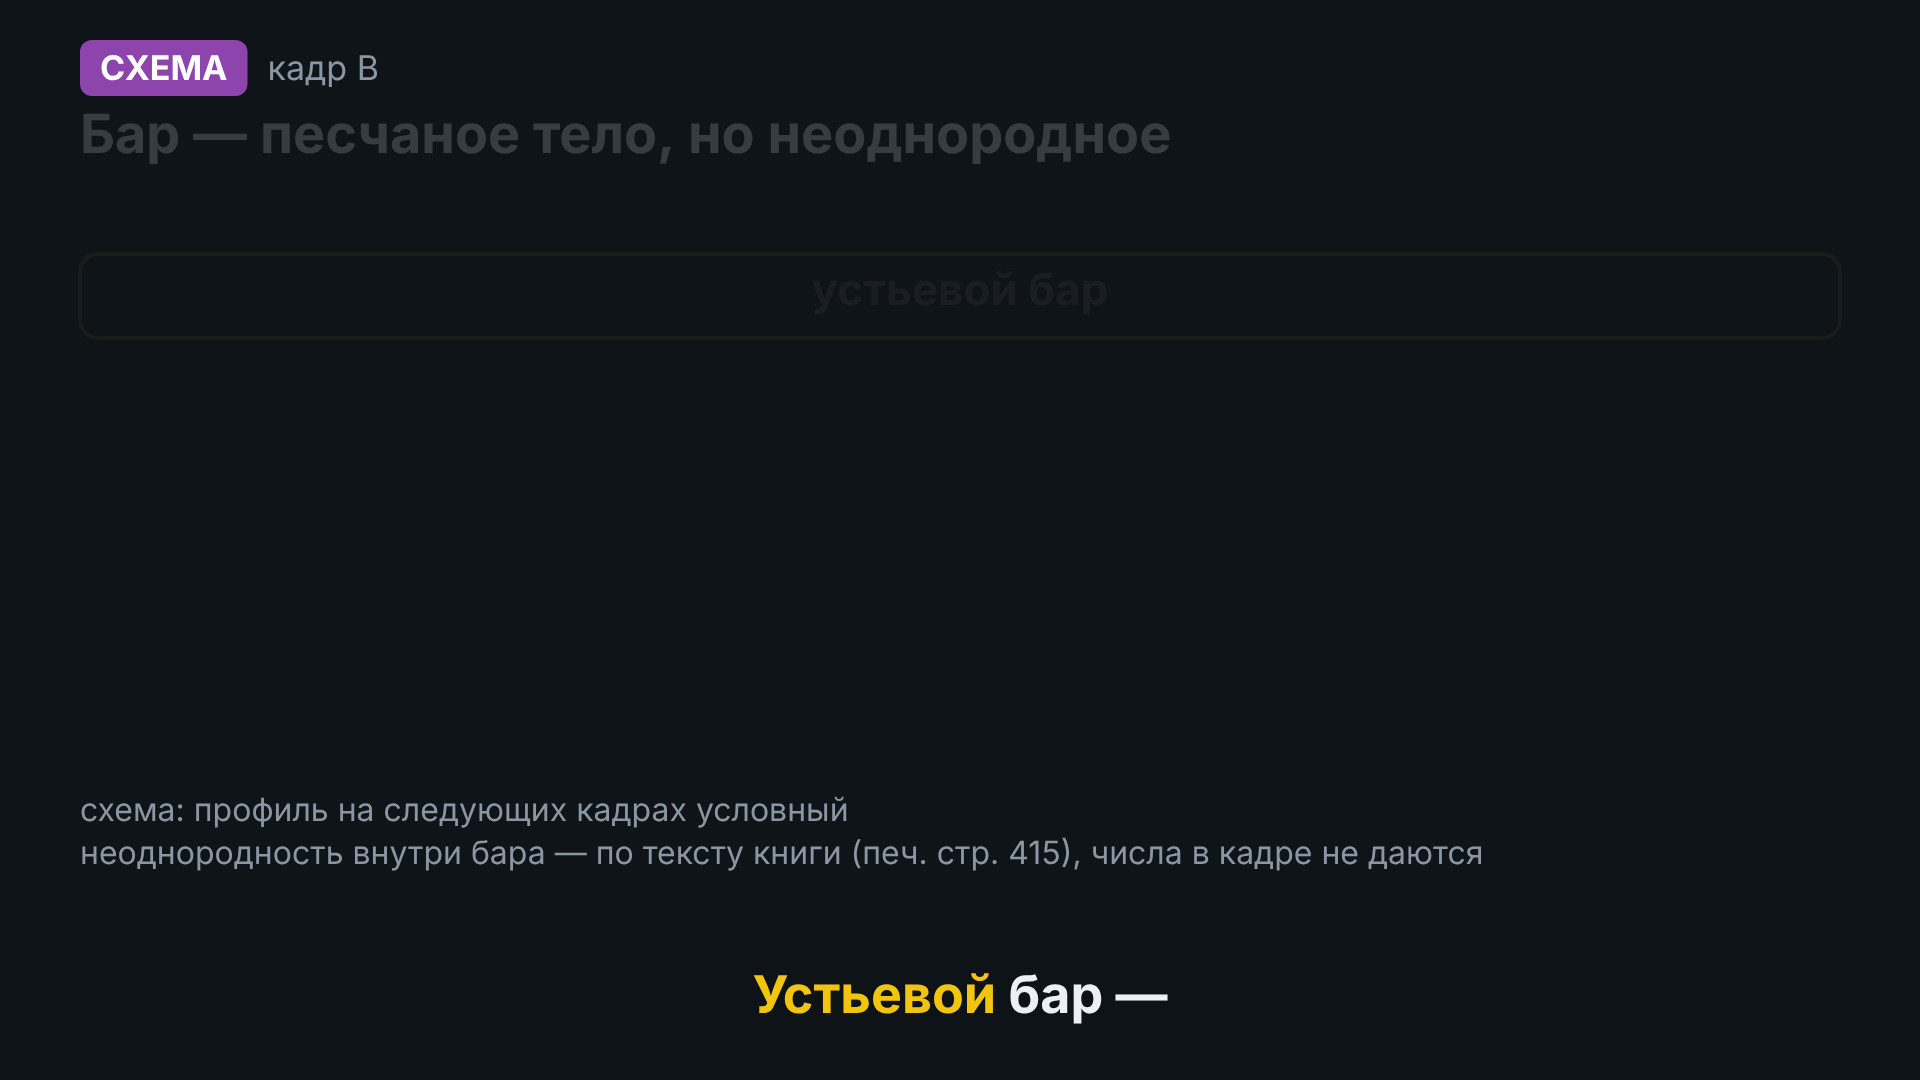 СХЕМА кадр В
Бар — песчаное тело, но неоднородное
устьевой бар
схема: профиль на следующих кадрах условный
неоднородность внутри бара — по тексту книги (печ. стр. 415), числа в кадре не даются
Устьевой бар —